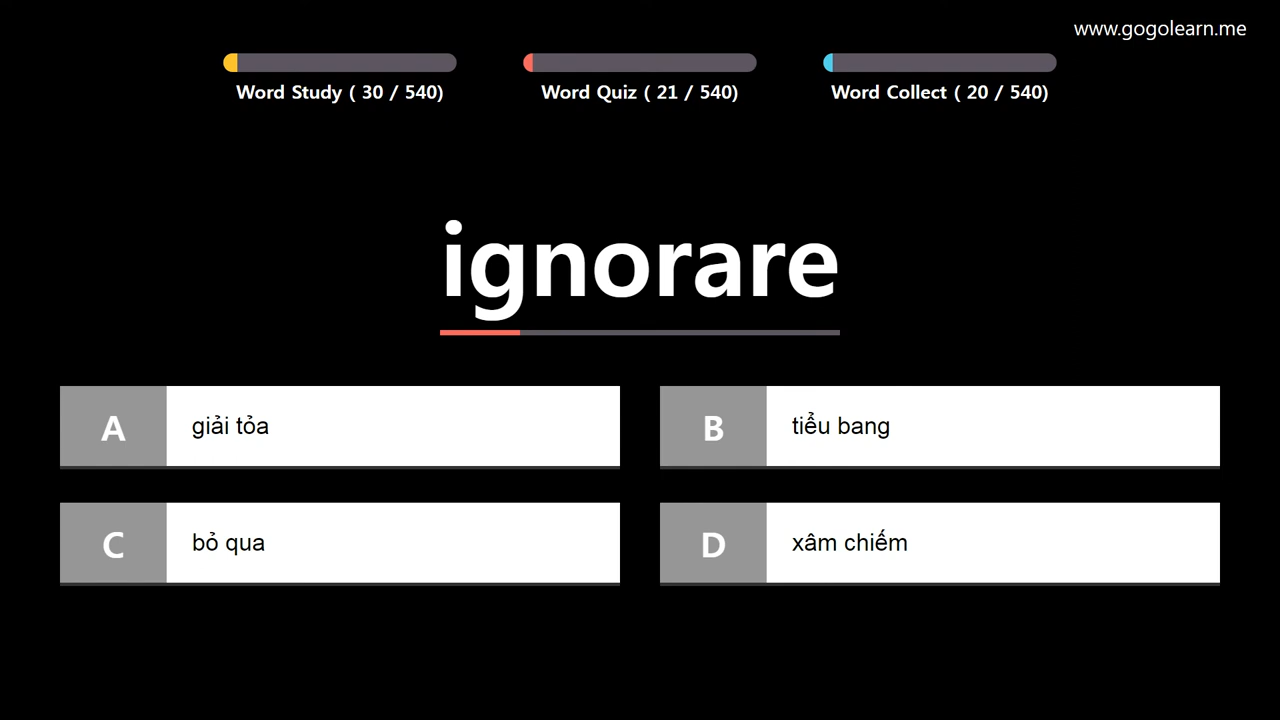 www.gogolearn.me
Word Study ( 30 / 540)
Word Quiz ( 21 / 540)
Word Collect ( 20 / 540)
ignorare
A
giải tỏa
B
tiểu bang
C
bỏ qua
D
xâm chiếm